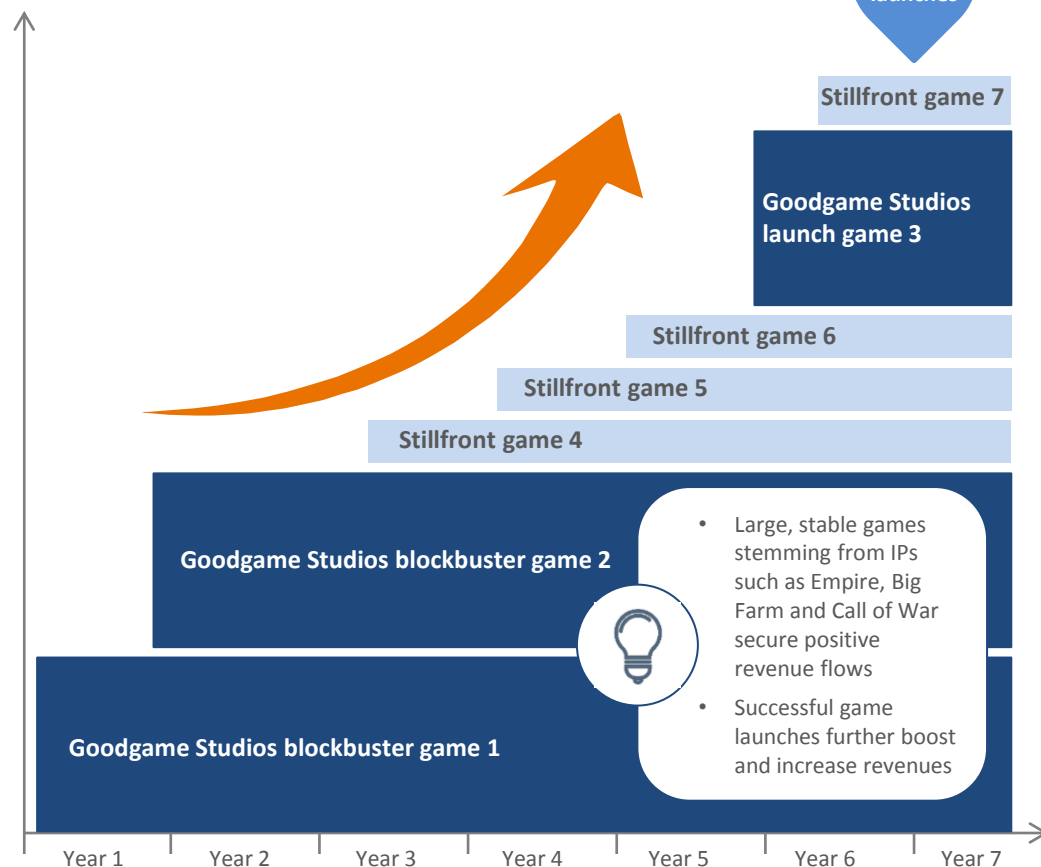 launches
Stillfront game 7
Goodgame Studios
launch game 3
Stillfront game 6
Stillfront game 5
Stillfront game 4
Goodgame Studios blockbuster game 2
• Large, stable games
stemming from IPs
such as Empire, Big
Farm and Call of War
secure positive
revenue flows
• Successful game
launches further boost
and increase revenues
Goodgame Studios blockbuster game 1
Year 1 Year 2 Year 3 Year 4 Year 5 Year 6 Year 7